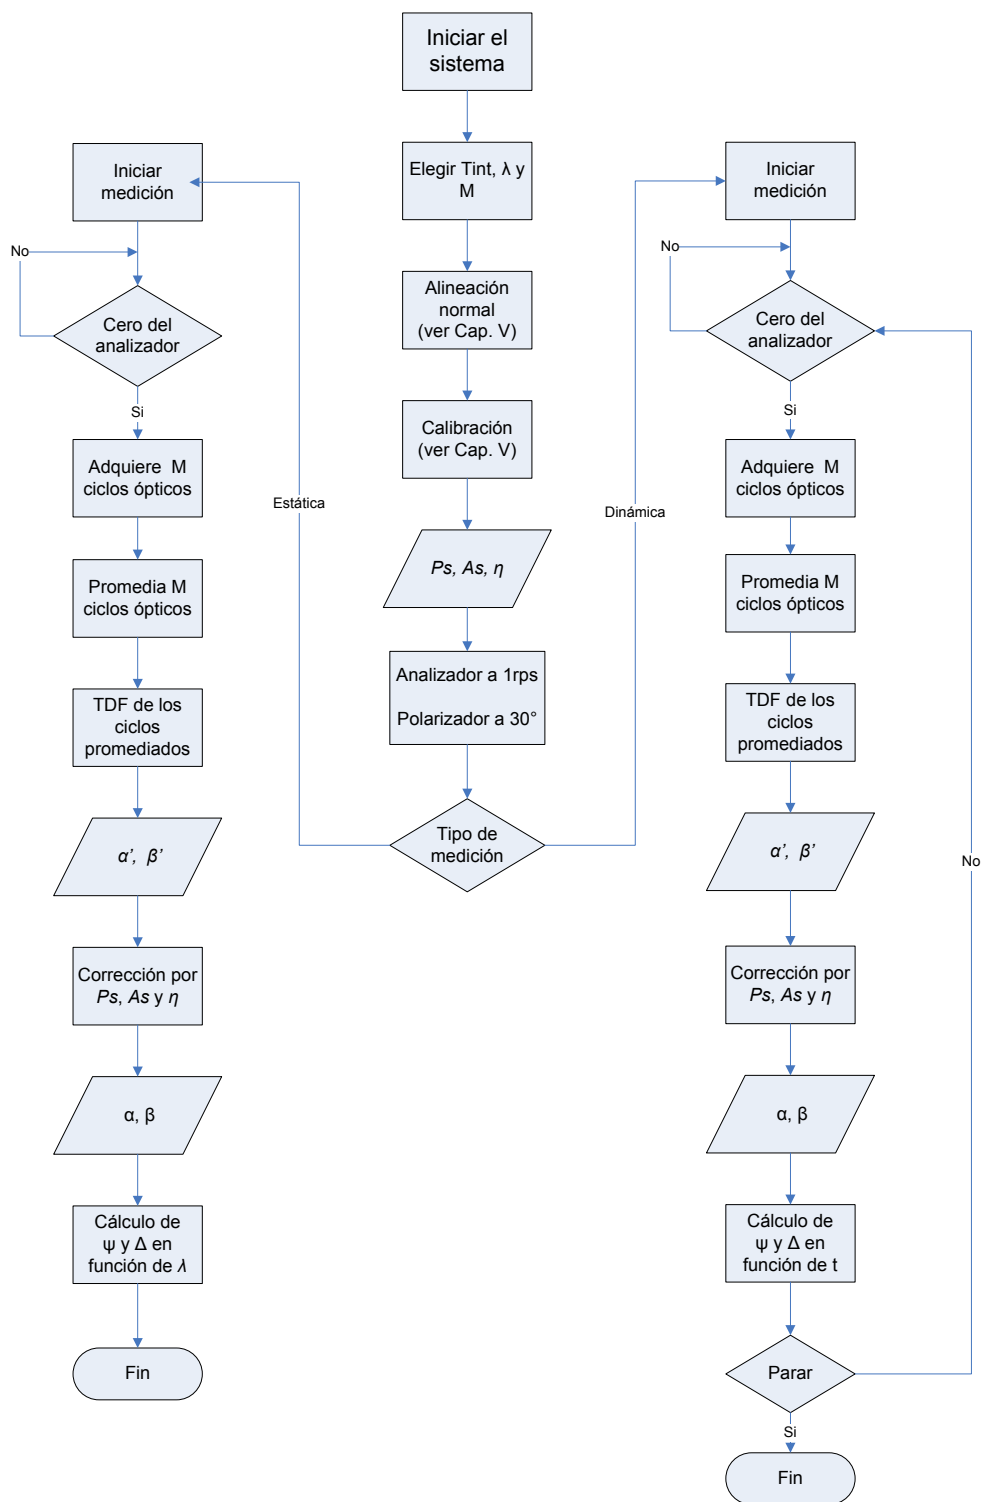 Iniciar el
sistema
Elegir Tint, λ y
M
Alineación
normal
(ver Cap. V)
Calibración
(ver Cap. V)
Ps, As, η
Analizador a 1rps
Polarizador a 30°
Tipo de
medición
Estática
Dinámica
Iniciar
medición
No
Cero del
analizador
Si
Adquiere M
ciclos ópticos
Promedia M
ciclos ópticos
TDF de los
ciclos
promediados
α’, β’
Corrección por
Ps, As y η
α, β
Cálculo de
ψ y Δ en
función de λ
Fin
Iniciar
medición
No
Cero del
analizador
Si
Adquiere M
ciclos ópticos
Promedia M
ciclos ópticos
TDF de los
ciclos
promediados
α’, β’
No
Corrección por
Ps, As y η
α, β
Cálculo de
ψ y Δ en
función de t
Parar
Si
Fin